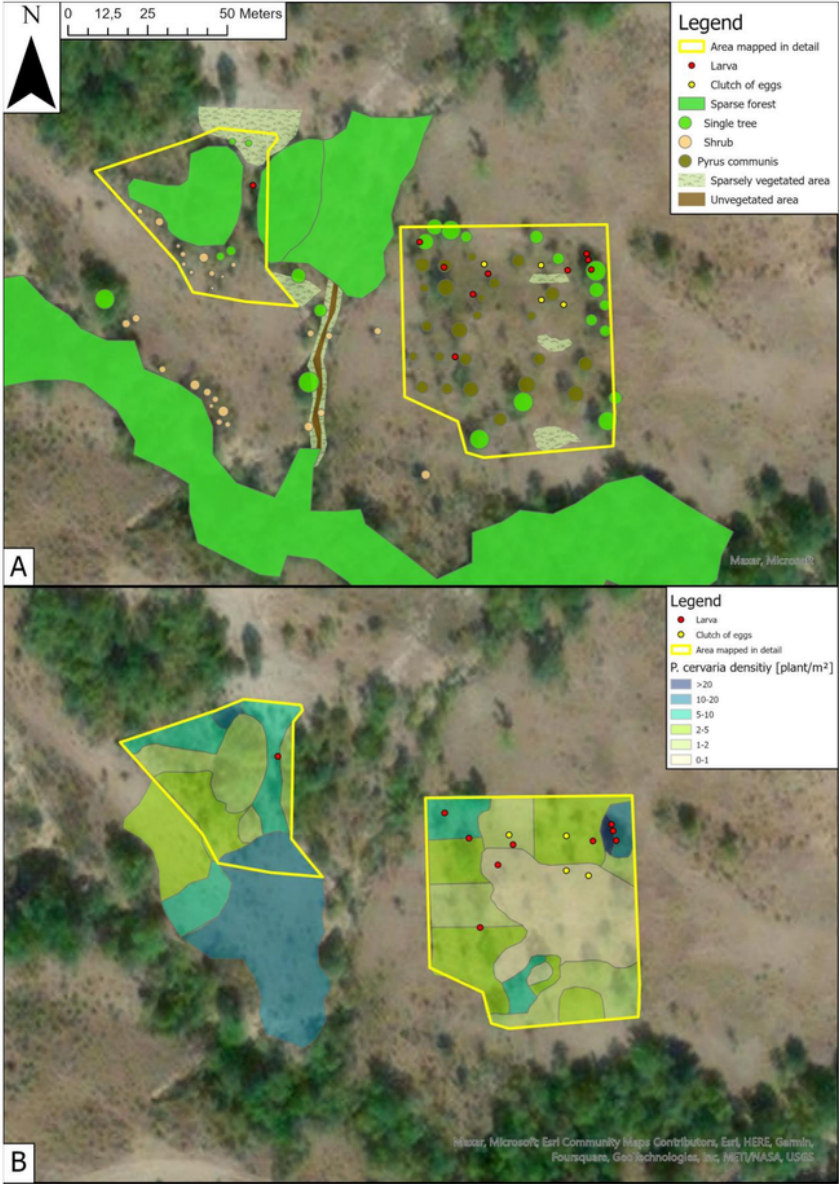 N
0 12,5 25 50 Meters
Legend
Area mapped in detail
Larva
Clutch of eggs
Sparse forest
Single tree
Shrub
Pyrus communis
Sparsely vegetated area
Unvegetated area
Maxar, Microsoft
A
N
Legend
Larva
Clutch of eggs
Area mapped in detail
P. cervaria densitiy [plant/m²]
>20
10-20
5-10
2-5
1-2
0-1
Maxar, Microsoft; Esri Community Maps Contributors, Esri, HERE, Garmin,
Foursquare, GeoTechnologies, Inc, METI/NASA, USGS
B